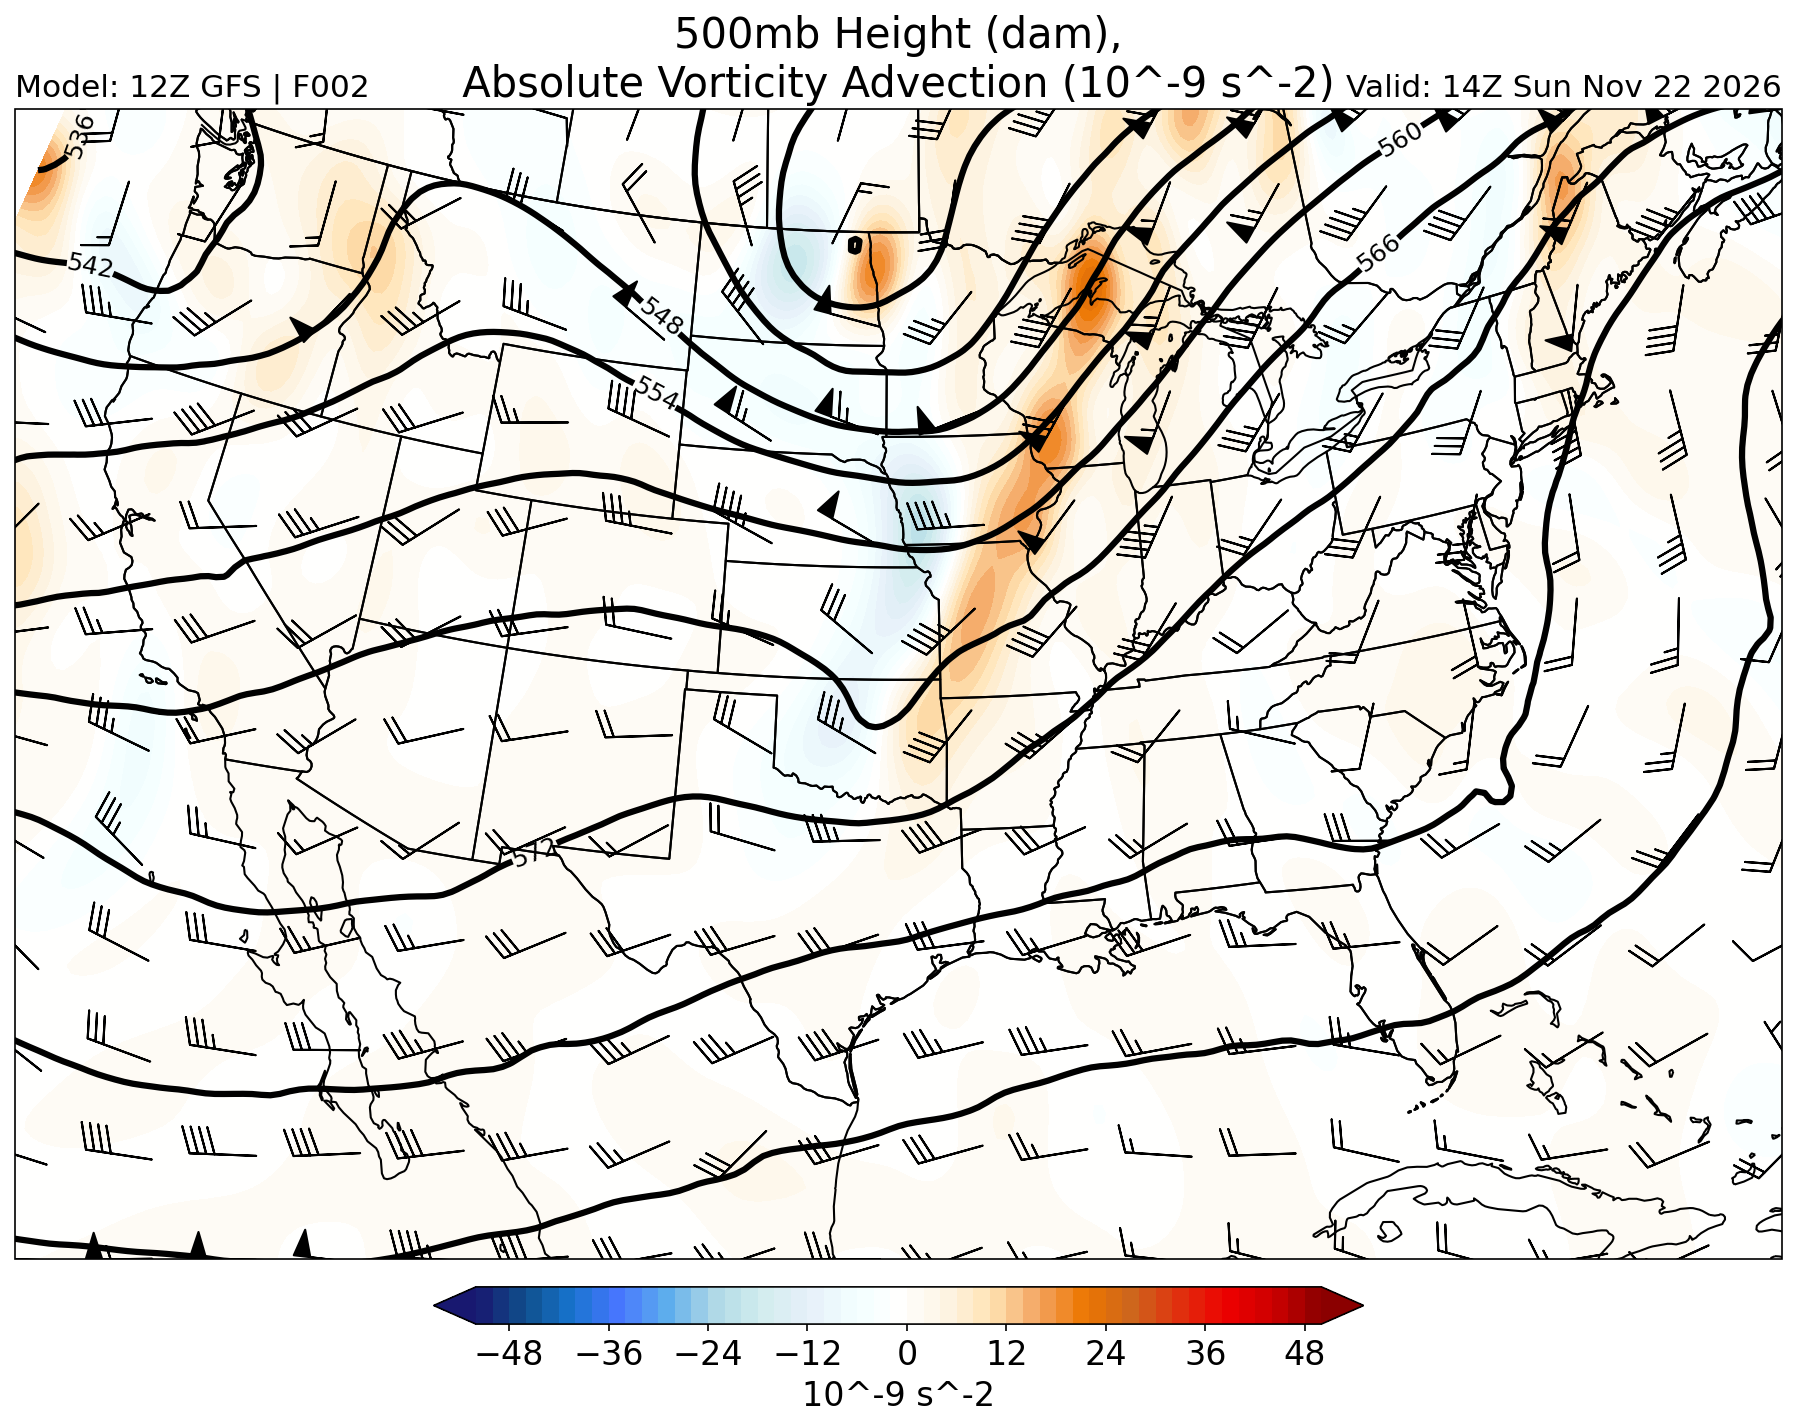 500mb Height (dam),
Model: 12Z GFS | F002
Absolute Vorticity Advection (10^-9 s^-2)
Valid: 14Z Sun Nov 22 2026
536
560
566
542
548
554
572
−48 −36 −24 −12 0 12 24 36 48
10^-9 s^-2